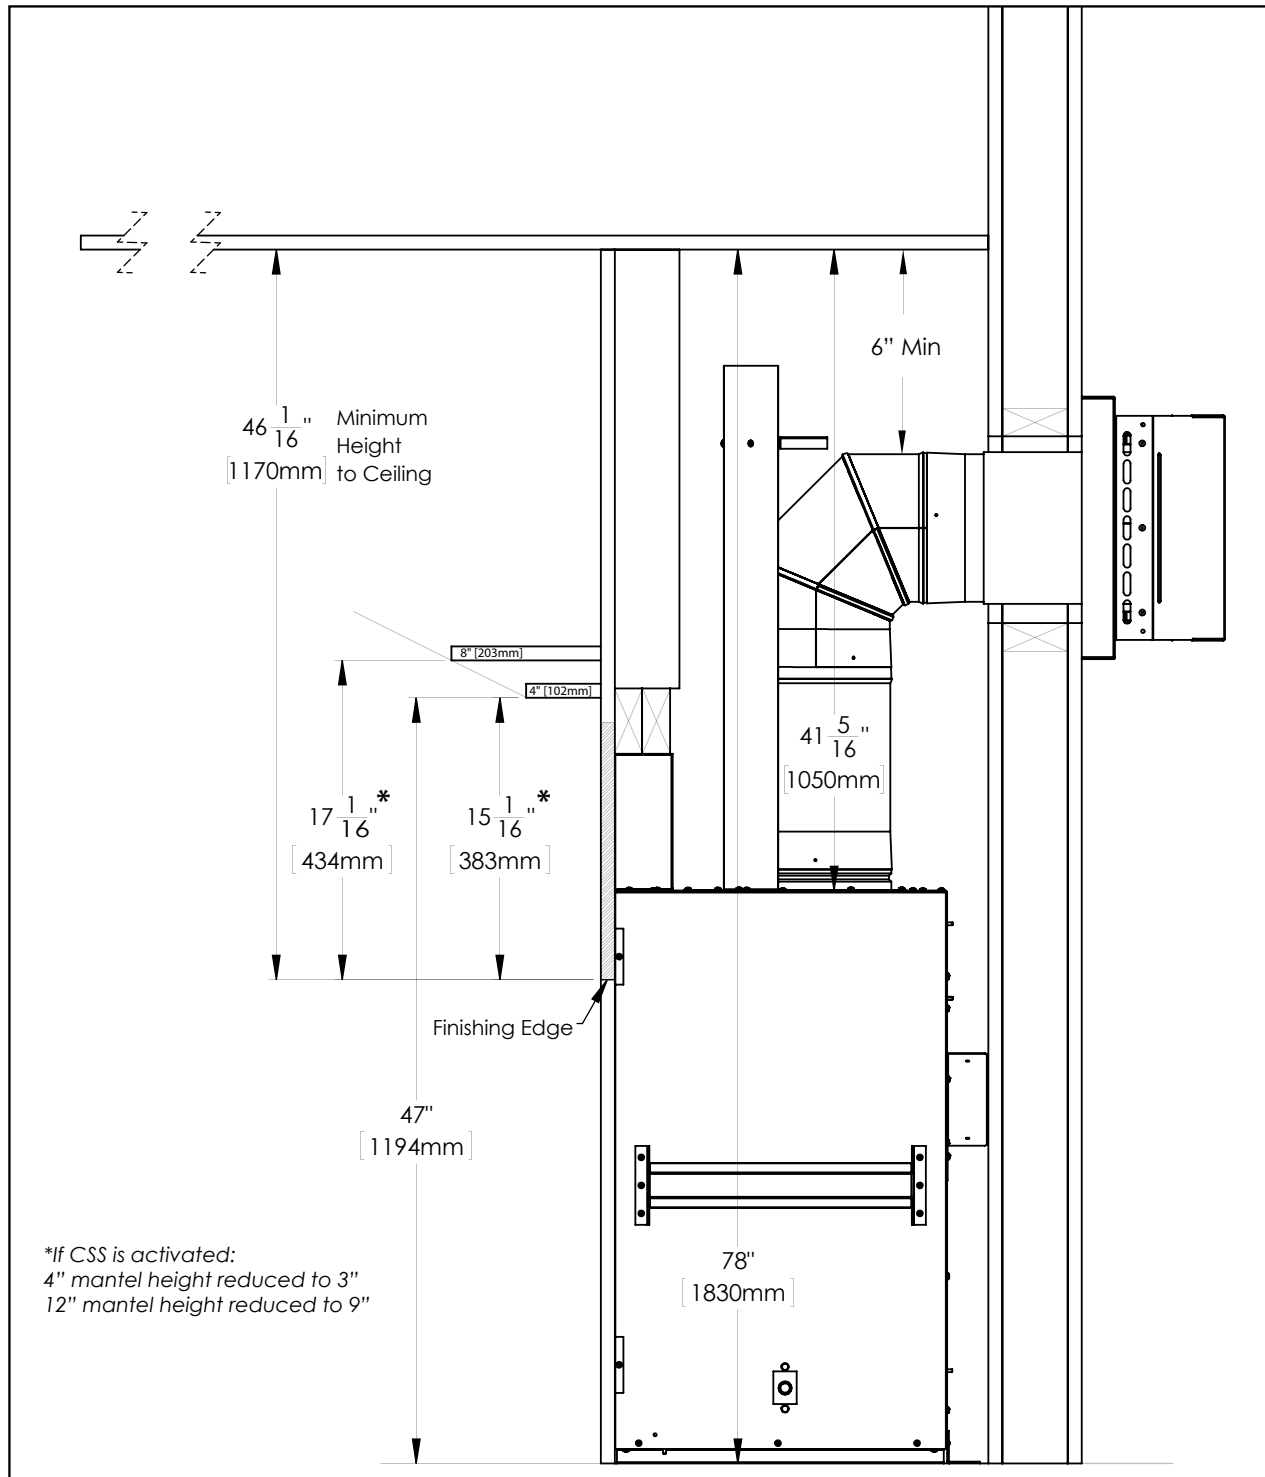 6” Min
46 1/16"
[1170mm]
Minimum
Height
to Ceiling
8" [203mm]
4" [102mm]
41 5/16"
[1050mm]
17 1/16"*
[434mm]
15 1/16"*
[383mm]
Finishing Edge
47"
[1194mm]
*If CSS is activated:
4” mantel height reduced to 3”
12” mantel height reduced to 9”
78"
[1830mm]